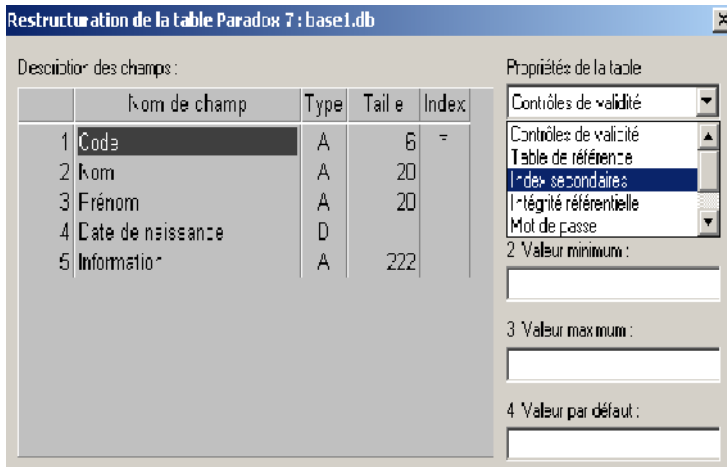 Restructuration de la table Paradox 7 : base1.db
Description des champs :
Nom de champ Type Taille Index
1 Code A 6 *
2 Nom A 20
3 Prénom A 20
4 Date de naissance D
5 Information A 222
Propriétés de la table
Contrôles de validité
Contrôles de validité
Table de référence
Index secondaires
Intégrité référentielle
Mot de passe
2 Valeur minimum :
3 Valeur maximum :
4 Valeur par défaut :